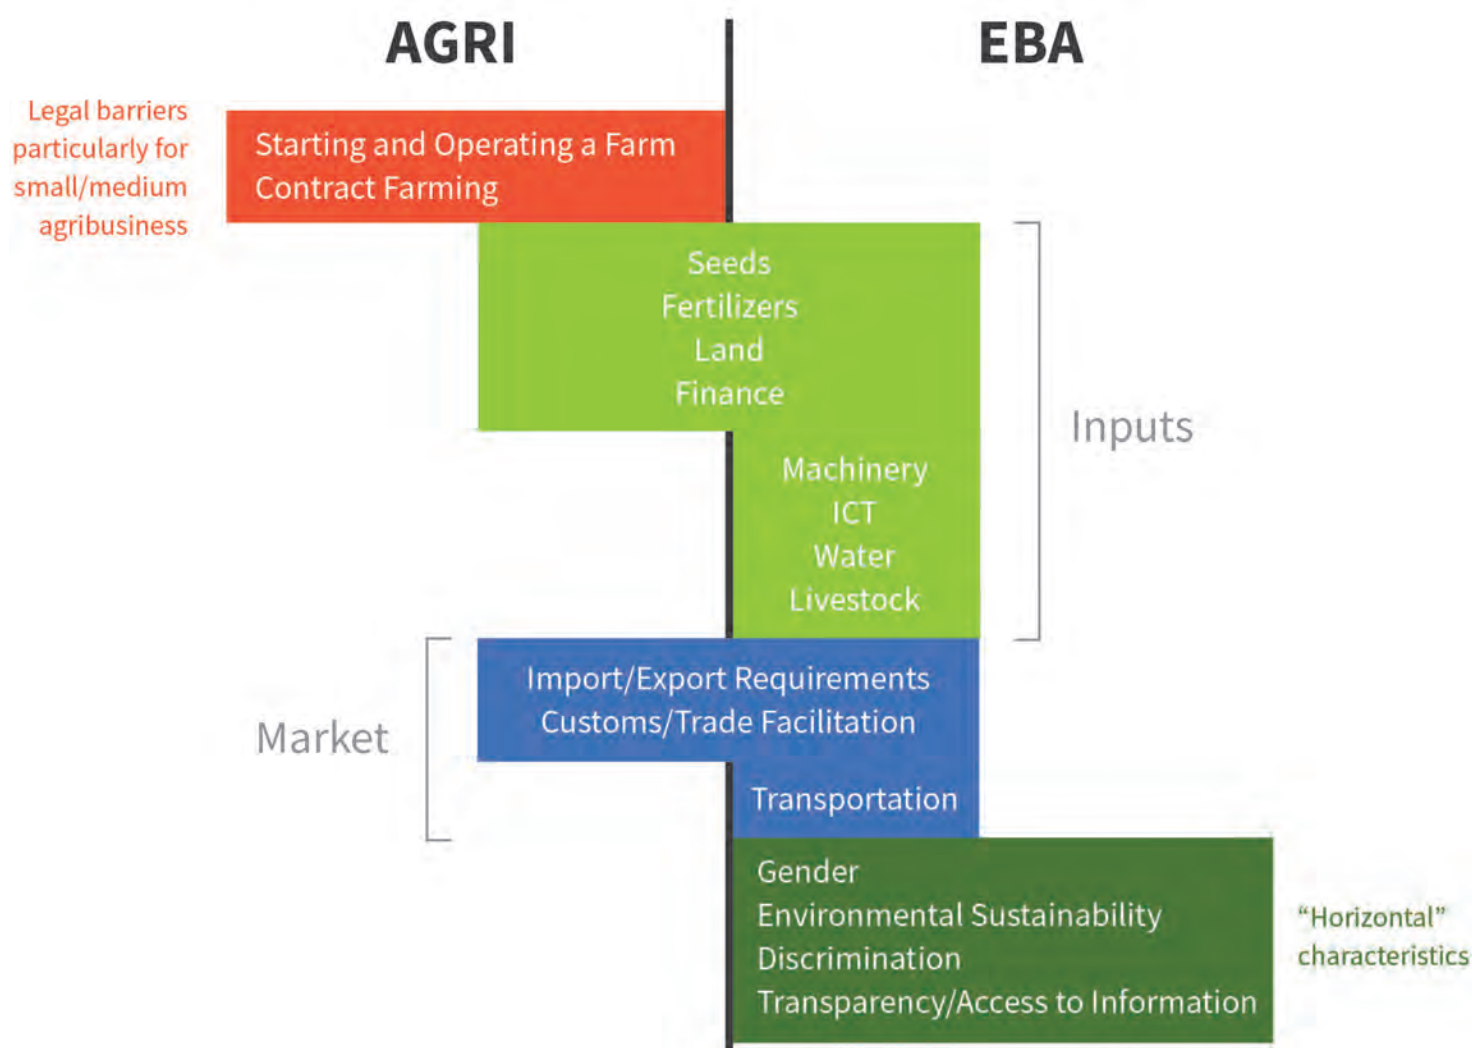 AGRI
EBA
Legal barriers
particularly for
small/medium
agribusiness
Starting and Operating a Farm
Contract Farming
Seeds
Fertilizers
Land
Finance
Machinery
ICT
Water
Livestock
Inputs
Import/Export Requirements
Customs/Trade Facilitation
Transportation
Market
Gender
Environmental Sustainability
Discrimination
Transparency/Access to Information
“Horizontal”
characteristics